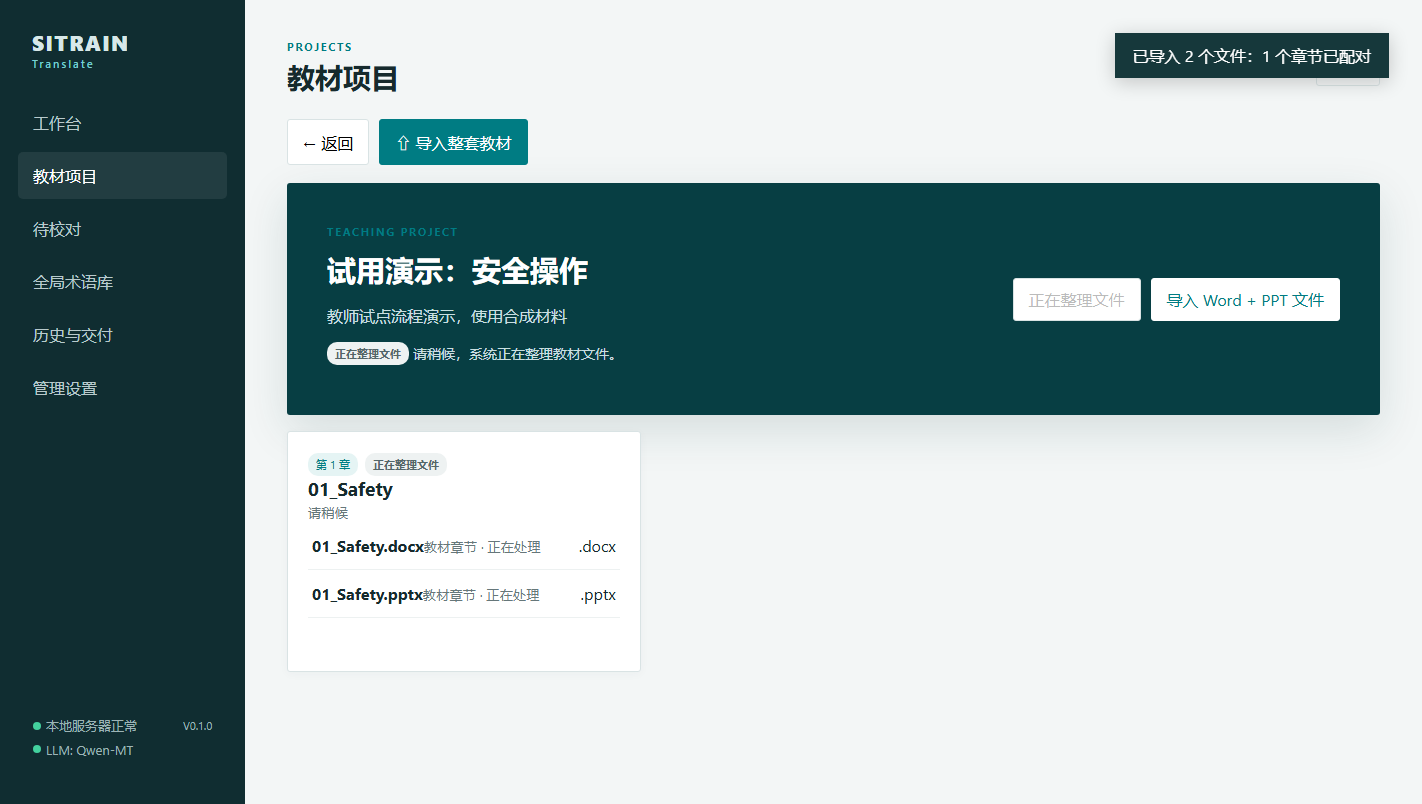 SITRAIN
Translate
工作台
教材项目
待校对
全局术语库
历史与交付
管理设置
本地服务器正常 V0.1.0
LLM: Qwen-MT
PROJECTS
教材项目
已导入 2 个文件：1 个章节已配对
← 返回
⇧ 导入整套教材
TEACHING PROJECT
试用演示：安全操作
教师试点流程演示，使用合成材料
正在整理文件 请稍候，系统正在整理教材文件。
正在整理文件
导入 Word + PPT 文件
第 1 章 正在整理文件
01_Safety
请稍候
01_Safety.docx教材章节 · 正在处理 .docx
01_Safety.pptx教材章节 · 正在处理 .pptx